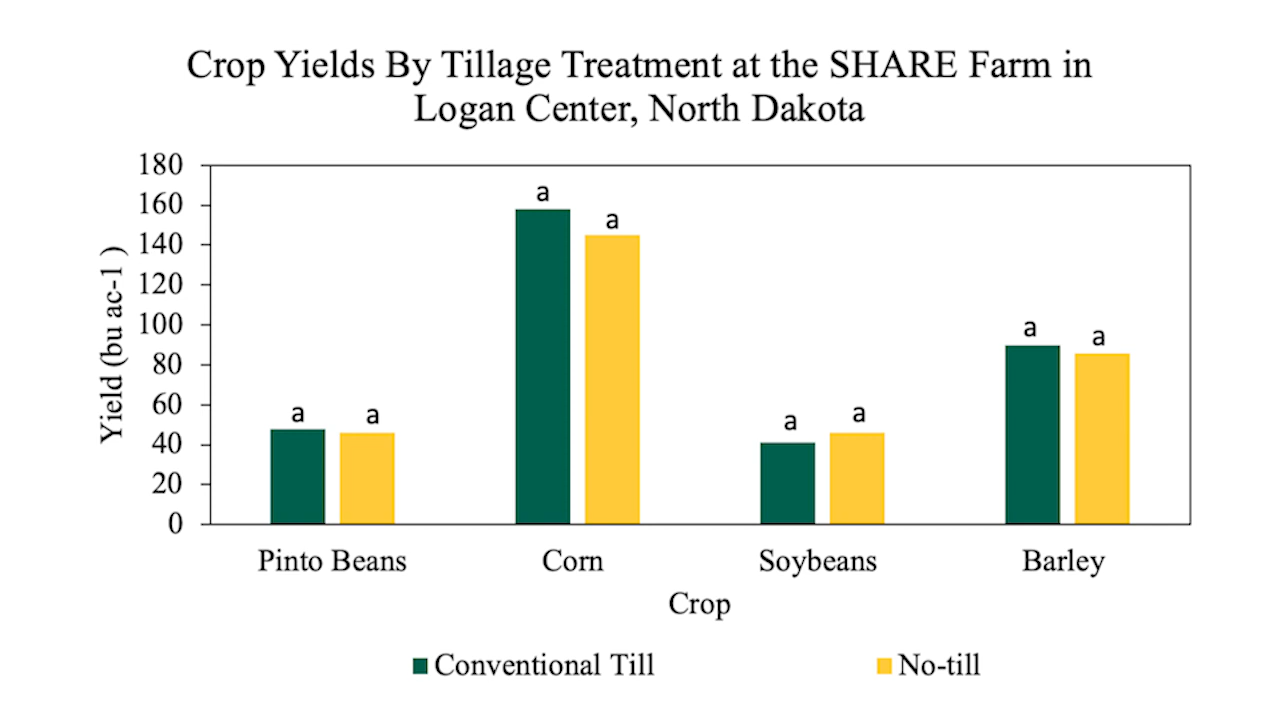 Crop Yields By Tillage Treatment at the SHARE Farm in
Logan Center, North Dakota
180
160
140
120
100
80
60
40
20
0
Yield (bu ac-1 )
a
a
a
a
a
a
a
a
Pinto Beans
Corn
Soybeans
Barley
Crop
Conventional Till
No-till